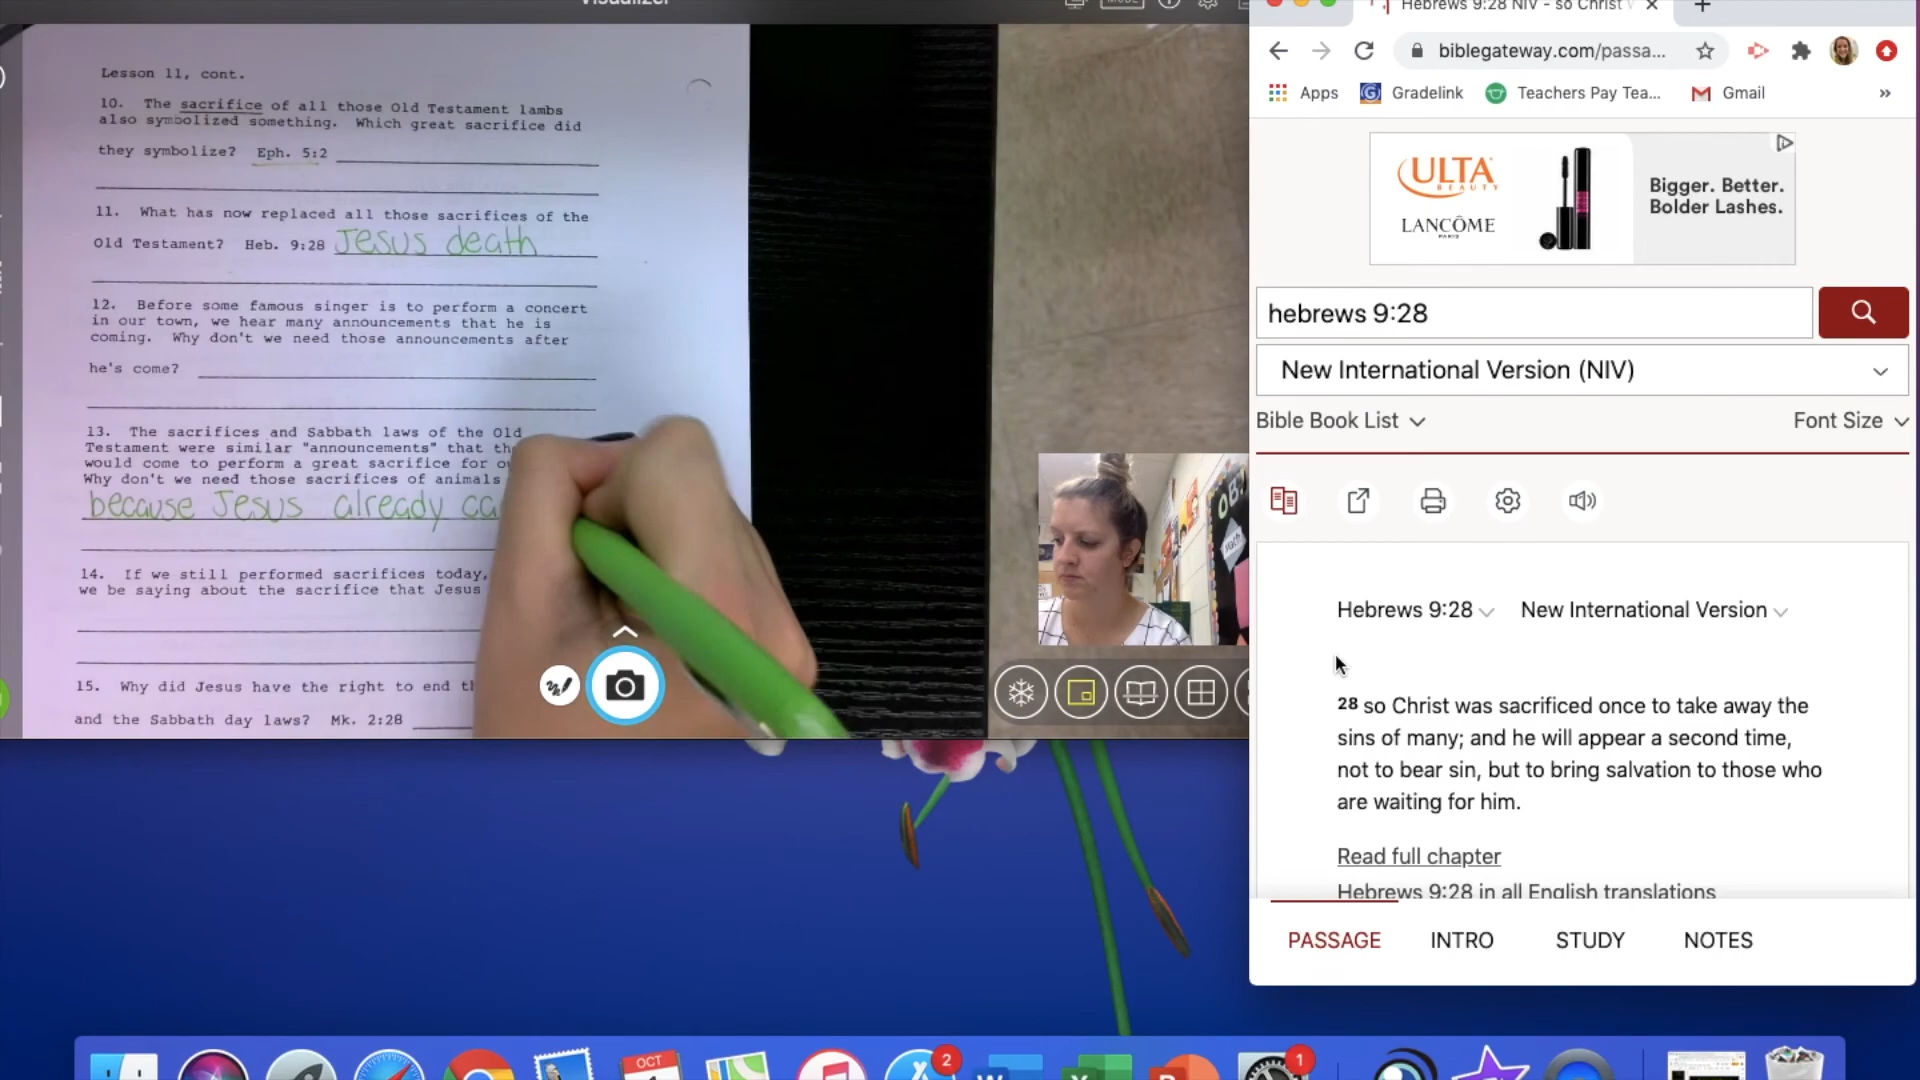 Visualizer
Lesson 11, cont.
10. The sacrifice of all those Old Testament lambs
also symbolized something. Which great sacrifice did
they symbolize? Eph. 5:2
11. What has now replaced all those sacrifices of the
Old Testament? Heb. 9:28 Jesus death
12. Before some famous singer is to perform a concert
in our town, we hear many announcements that he is
coming. Why don't we need those announcements after
he's come?
13. The sacrifices and Sabbath laws of the Old
Testament were similar "announcements" that
would come to perform a great sacrifice for
Why don't we need those sacrifices of animals
because Jesus already
14. If we still performed sacrifices today,
we be saying about the sacrifice that Jesus
15. Why did Jesus have the right to end
and the Sabbath day laws? Mk. 2:28
Math
Hebrews 9:28 NIV - so Christ
biblegateway.com/passa...
Apps
Gradelink
Teachers Pay Tea...
Gmail
ULTA
BEAUTY
LANCÔME
PARIS
Bigger. Better.
Bolder Lashes.
hebrews 9:28
New International Version (NIV)
Bible Book List
Font Size
Hebrews 9:28
New International Version
28 so Christ was sacrificed once to take away the
sins of many; and he will appear a second time,
not to bear sin, but to bring salvation to those who
are waiting for him.
Read full chapter
Hebrews 9:28 in all English translations
PASSAGE
INTRO
STUDY
NOTES
OCT
2
1